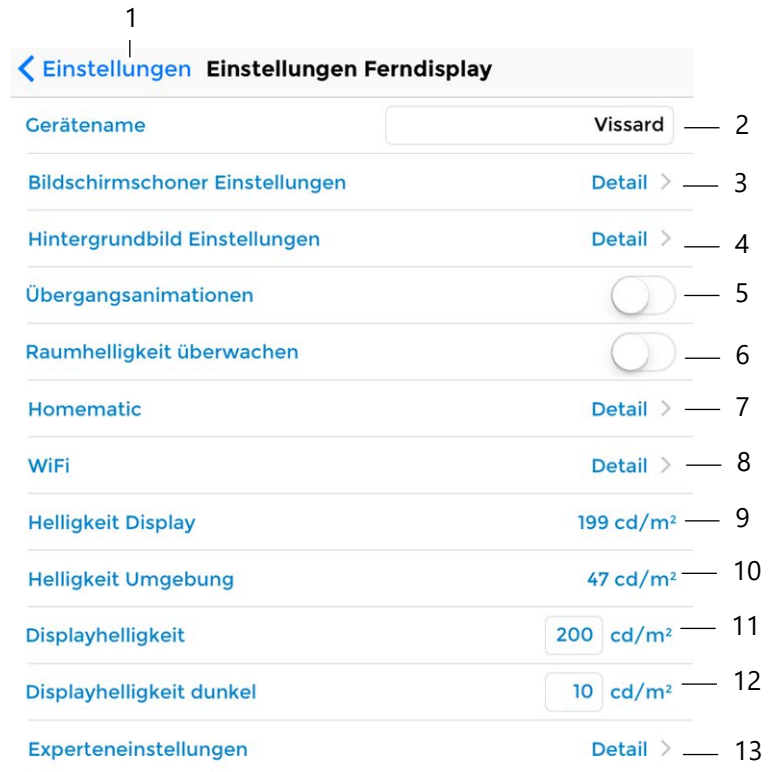 1
Einstellungen Einstellungen Ferndisplay
Gerätename Vissard 2
Bildschirmschoner Einstellungen Detail 3
Hintergrundbild Einstellungen Detail 4
Übergangsanimationen 5
Raumhelligkeit überwachen 6
Homematic Detail 7
WiFi Detail 8
Helligkeit Display 199 cd/m² 9
Helligkeit Umgebung 47 cd/m² 10
Displayhelligkeit 200 cd/m² 11
Displayhelligkeit dunkel 10 cd/m² 12
Experteneinstellungen Detail 13